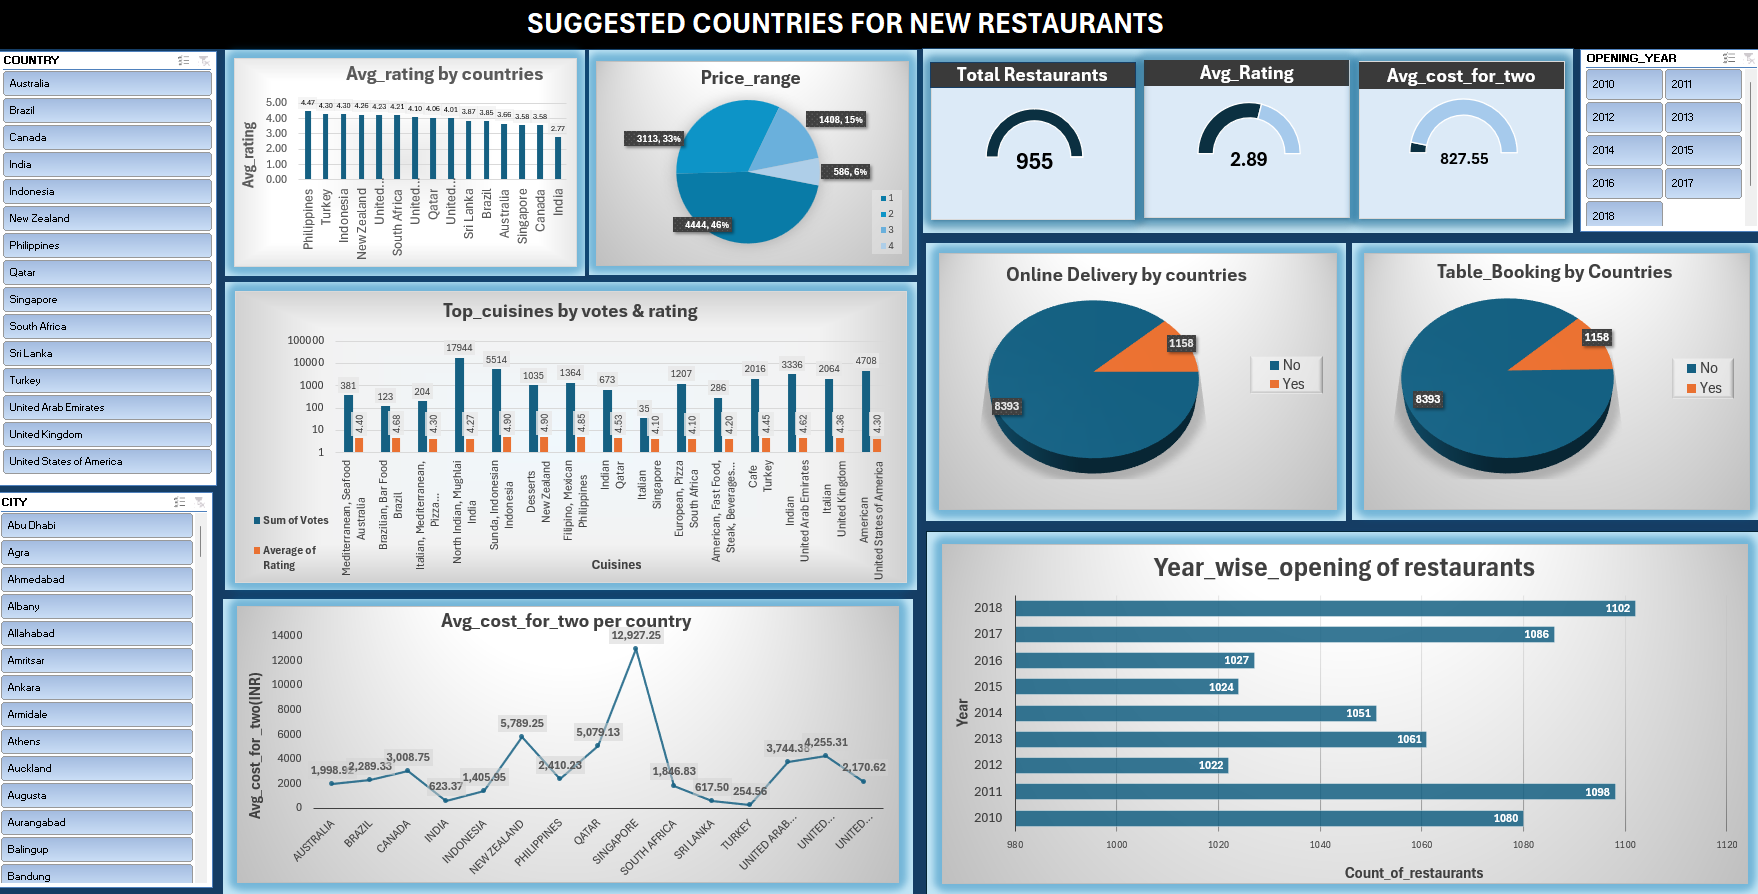 SUGGESTED COUNTRIES FOR NEW RESTAURANTS
COUNTRY
Australia
Brazil
Canada
India
Indonesia
New Zealand
Philippines
Qatar
Singapore
South Africa
Sri Lanka
Turkey
United Arab Emirates
United Kingdom
United States of America
CITY
Abu Dhabi
Agra
Ahmedabad
Albany
Allahabad
Amritsar
Ankara
Armidale
Athens
Auckland
Augusta
Aurangabad
Balingup
Bandung
Avg_rating by countries
Avg_rating
5.00
4.00
3.00
2.00
1.00
0.00
4.47 4.30 4.30 4.26 4.23 4.21 4.10 4.06 4.01 3.87 3.85 3.66 3.58 3.58 2.77
Philippines
Turkey
Indonesia
New Zealand
United...
South Africa
United...
Qatar
United...
Sri Lanka
Brazil
Australia
Singapore
Canada
India
Price_range
1408, 15%
3113, 33%
586, 6%
4444, 46%
1
2
3
4
Total Restaurants
955
Avg_Rating
2.89
Avg_cost_for_two
827.55
OPENING_YEAR
2010 2011
2012 2013
2014 2015
2016 2017
2018
Top_cuisines by votes & rating
100000
10000
1000
100
10
1
381 123 204 17944 5514 1035 1364 673 35 1207 286 2016 3336 2064 4708
4.40 4.68 4.30 4.27 4.90 4.90 4.85 4.53 4.10 4.10 4.20 4.45 4.62 4.36 4.30
Mediterranean, Seafood
Australia
Brazilian, Bar Food
Brazil
Italian, Mediterranean,
Pizza...
North Indian, Mughlai
India
Sunda, Indonesian
Indonesia
Desserts
New Zealand
Filipino, Mexican
Philippines
Indian
Qatar
Italian
Singapore
European, Pizza
South Africa
American, Fast Food,
Steak, Beverages...
Cafe
Turkey
Indian
United Arab Emirates
Italian
United Kingdom
American
United States of America
Sum of Votes
Average of
Rating
Cuisines
Online Delivery by countries
1158
8393
No
Yes
Table_Booking by Countries
1158
8393
No
Yes
Avg_cost_for_two per country
Avg_cost_for_two(INR)
14000
12000
10000
8000
6000
4000
2000
0
2,289.33
3,008.75
623.37
1,405.95
5,789.25
2,410.23
5,079.13
12,927.25
1,846.83
617.50
254.56
4,255.31
2,170.62
AUSTRALIA
BRAZIL
CANADA
INDIA
INDONESIA
NEW ZEALAND
PHILIPPINES
QATAR
SINGAPORE
SOUTH AFRICA
SRI LANKA
TURKEY
UNITED ARAB...
UNITED...
UNITED...
Year_wise_opening of restaurants
Year
2018 1102
2017 1086
2016 1027
2015 1024
2014 1051
2013 1061
2012 1022
2011 1098
2010 1080
980 1000 1020 1040 1060 1080 1100 1120
Count_of_restaurants